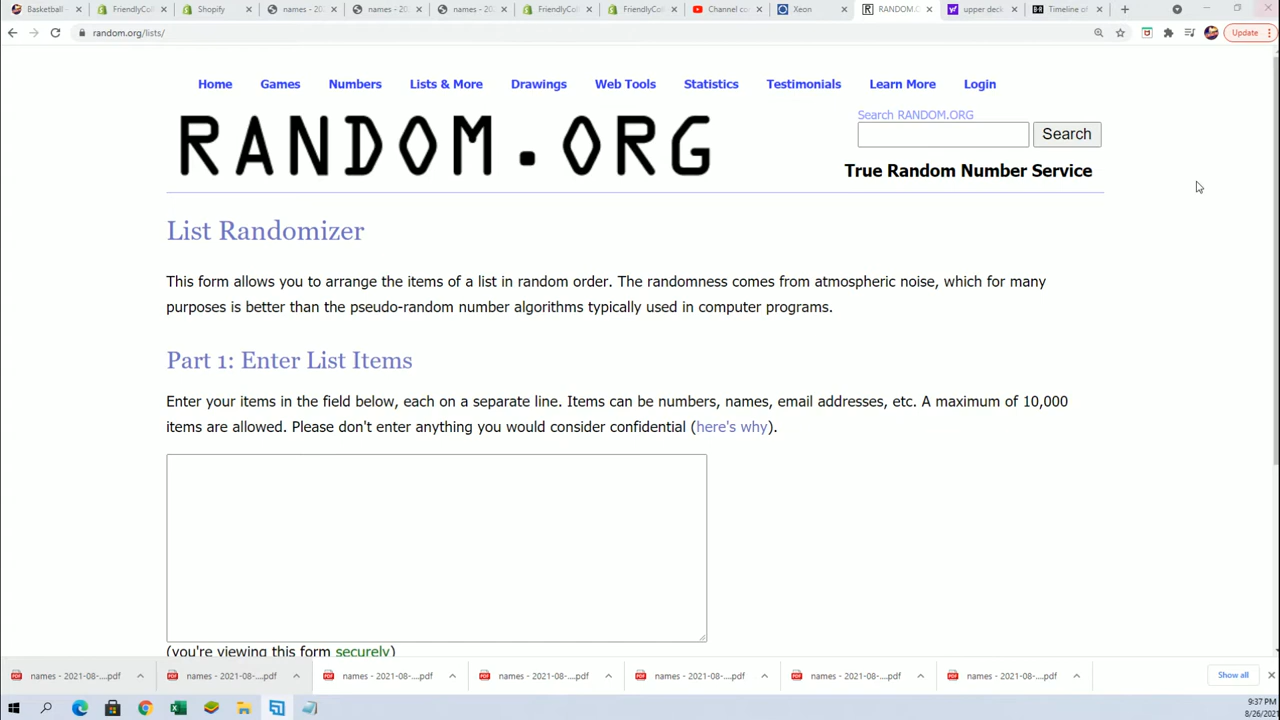 Basketball
FriendlyColl
Shopify
names - 202
names - 202
names - 202
FriendlyColl
FriendlyColl
Channel co
Xeon
RANDOM.O
upper deck
Timeline o
random.org/lists/
Update
Home
Games
Numbers
Lists & More
Drawings
Web Tools
Statistics
Testimonials
Learn More
Login
RANDOM.ORG
Search RANDOM.ORG
Search
True Random Number Service
List Randomizer
This form allows you to arrange the items of a list in random order. The randomness comes from atmospheric noise, which for many
purposes is better than the pseudo-random number algorithms typically used in computer programs.
Part 1: Enter List Items
Enter your items in the field below, each on a separate line. Items can be numbers, names, email addresses, etc. A maximum of 10,000
items are allowed. Please don't enter anything you would consider confidential (here's why).
(you're viewing this form securely)
names - 2021-08-....pdf
names - 2021-08-....pdf
names - 2021-08-....pdf
names - 2021-08-....pdf
names - 2021-08-....pdf
names - 2021-08-....pdf
names - 2021-08-....pdf
Show all
9:37 PM
8/26/2021